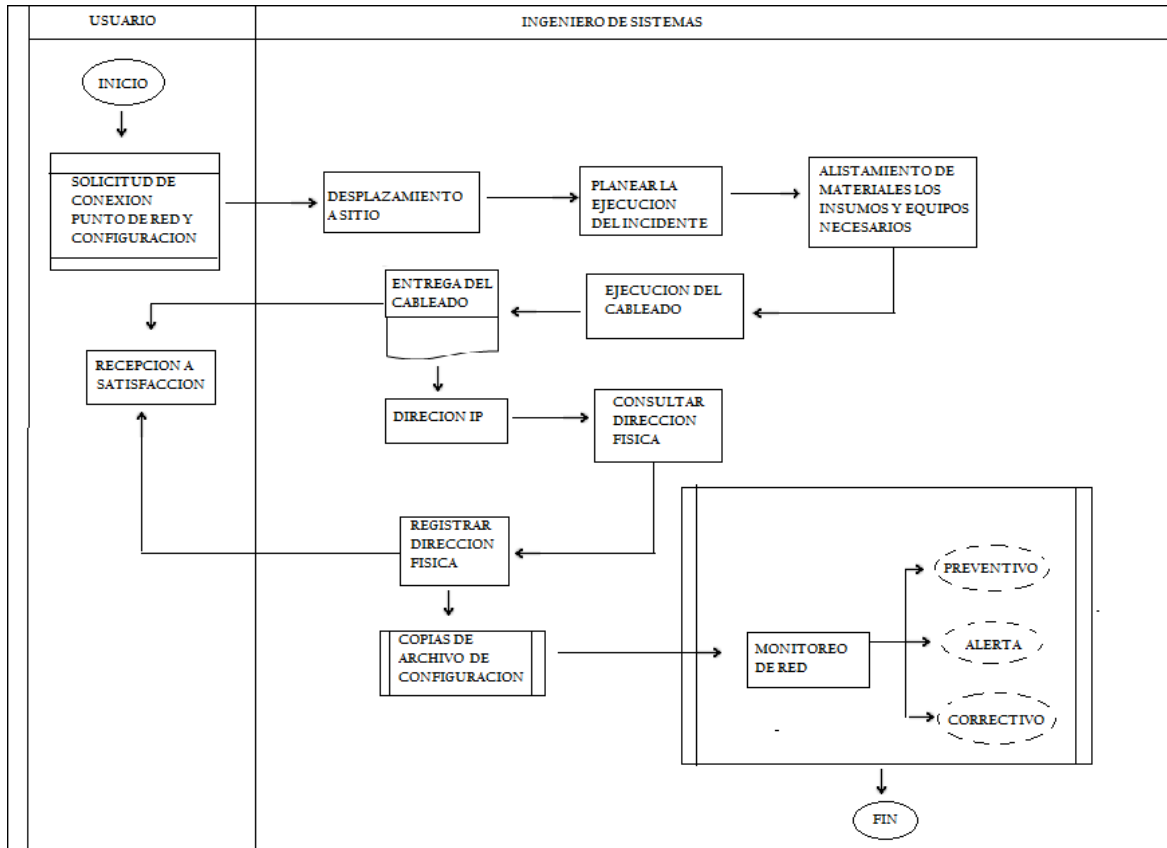 USUARIO
INGENIERO DE SISTEMAS
INICIO
SOLICITUD DE
CONEXION
PUNTO DE RED Y
CONFIGURACION
DESPLAZAMIENTO
A SITIO
PLANEAR LA
EJECUCION
DEL INCIDENTE
ALISTAMIENTO DE
MATERIALES LOS
INSUMOS Y EQUIPOS
NECESARIOS
ENTREGA DEL
CABLEADO
EJECUCION DEL
CABLEADO
RECEPCION A
SATISFACCION
DIRECION IP
CONSULTAR
DIRECCION
FISICA
REGISTRAR
DIRECCION
FISICA
COPIAS DE
ARCHIVO DE
CONFIGURACION
MONITOREO
DE RED
PREVENTIVO
ALERTA
CORRECTIVO
FIN